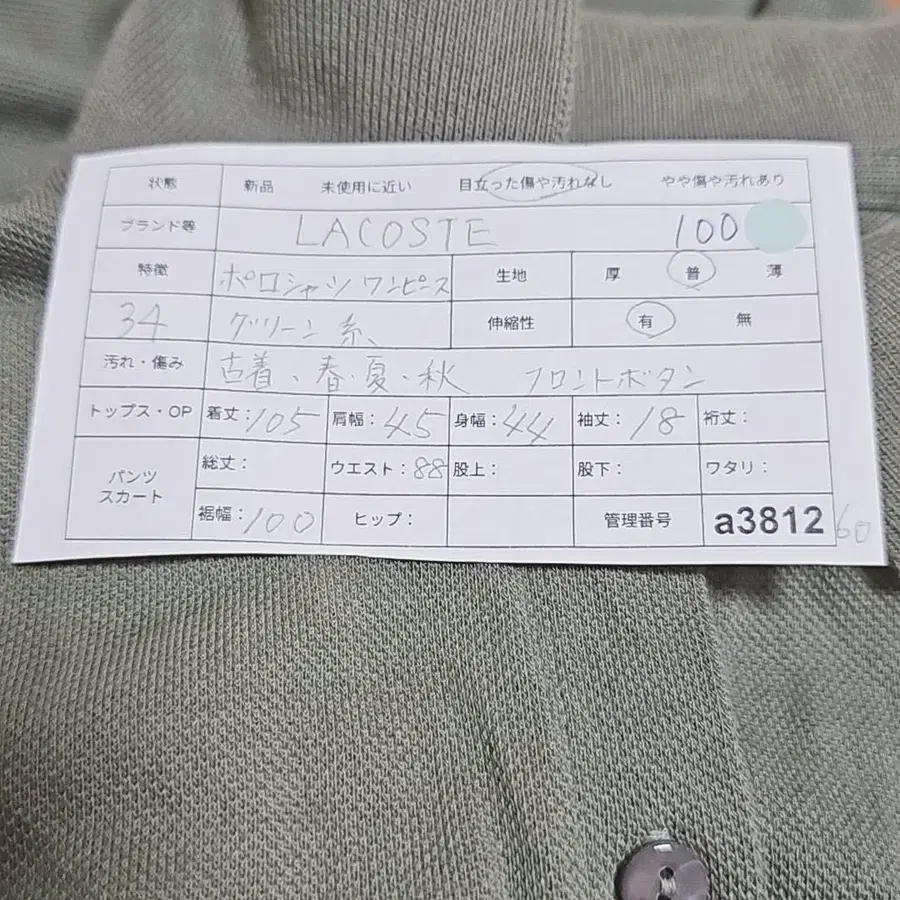 状態 新品 未使用に近い 目立った傷や汚れなし やや傷や汚れあり
ブランド等 LACOSTE 100
特徴 ポロシャツワンピース 生地 厚 普 薄
34 グリーン系 伸縮性 有 無
汚れ・傷み 古着、春・夏・秋 フロントボタン
トップス・OP 着丈：105 肩幅：45 身幅：44 袖丈：18 裄丈：
パンツ スカート 総丈： ウエスト：88 股上： 股下： ワタリ：
裾幅：100 ヒップ： 管理番号 a3812 60